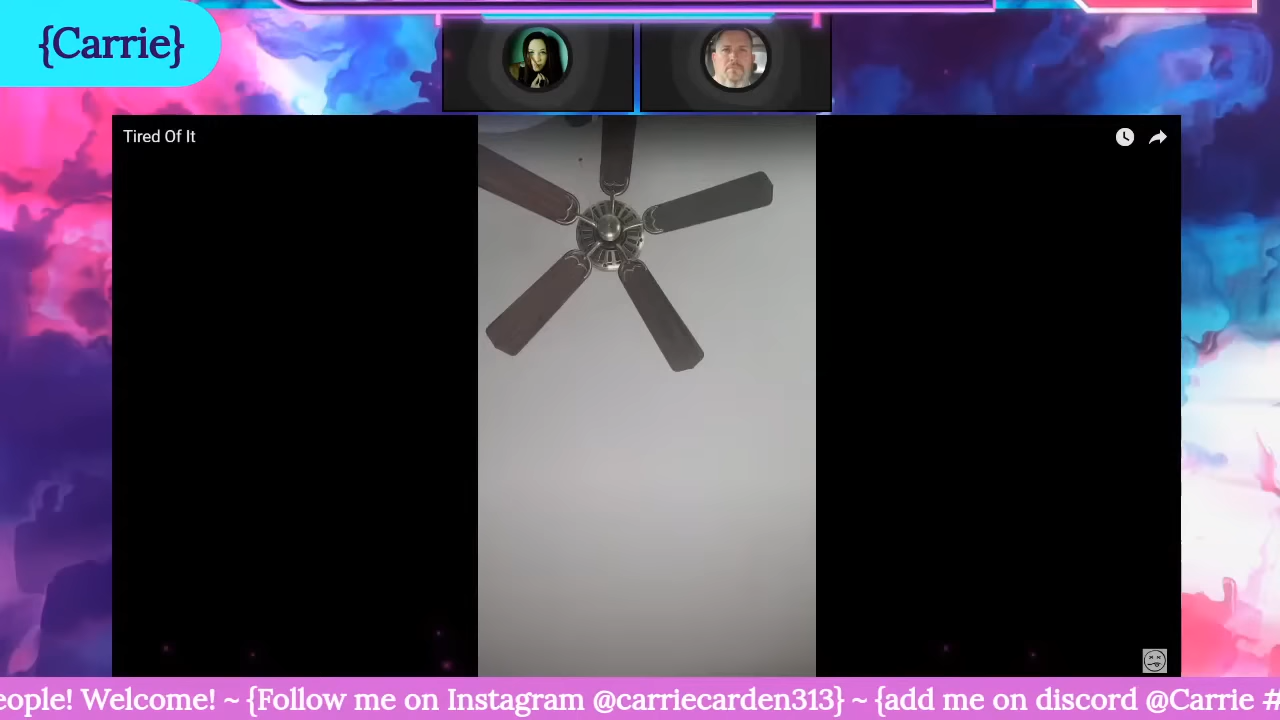 {Carrie}
Tired Of It
eople! Welcome! ~ {Follow me on Instagram @carriecarden313} ~ {add me on discord @Carrie #